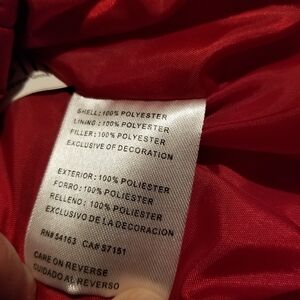 SHELL: 100% POLYESTER
LINING: 100% POLYESTER
FILLER: 100% POLYESTER
EXCLUSIVE OF DECORATION
EXTERIOR: 100% POLIESTER
FORRO: 100% POLIESTER
RELLENO: 100% POLIESTER
EXCLUSIVO DE LA DECORACION
RN# 54163 CA# 57151
CARE ON REVERSE
CUIDADO AL REVERSO